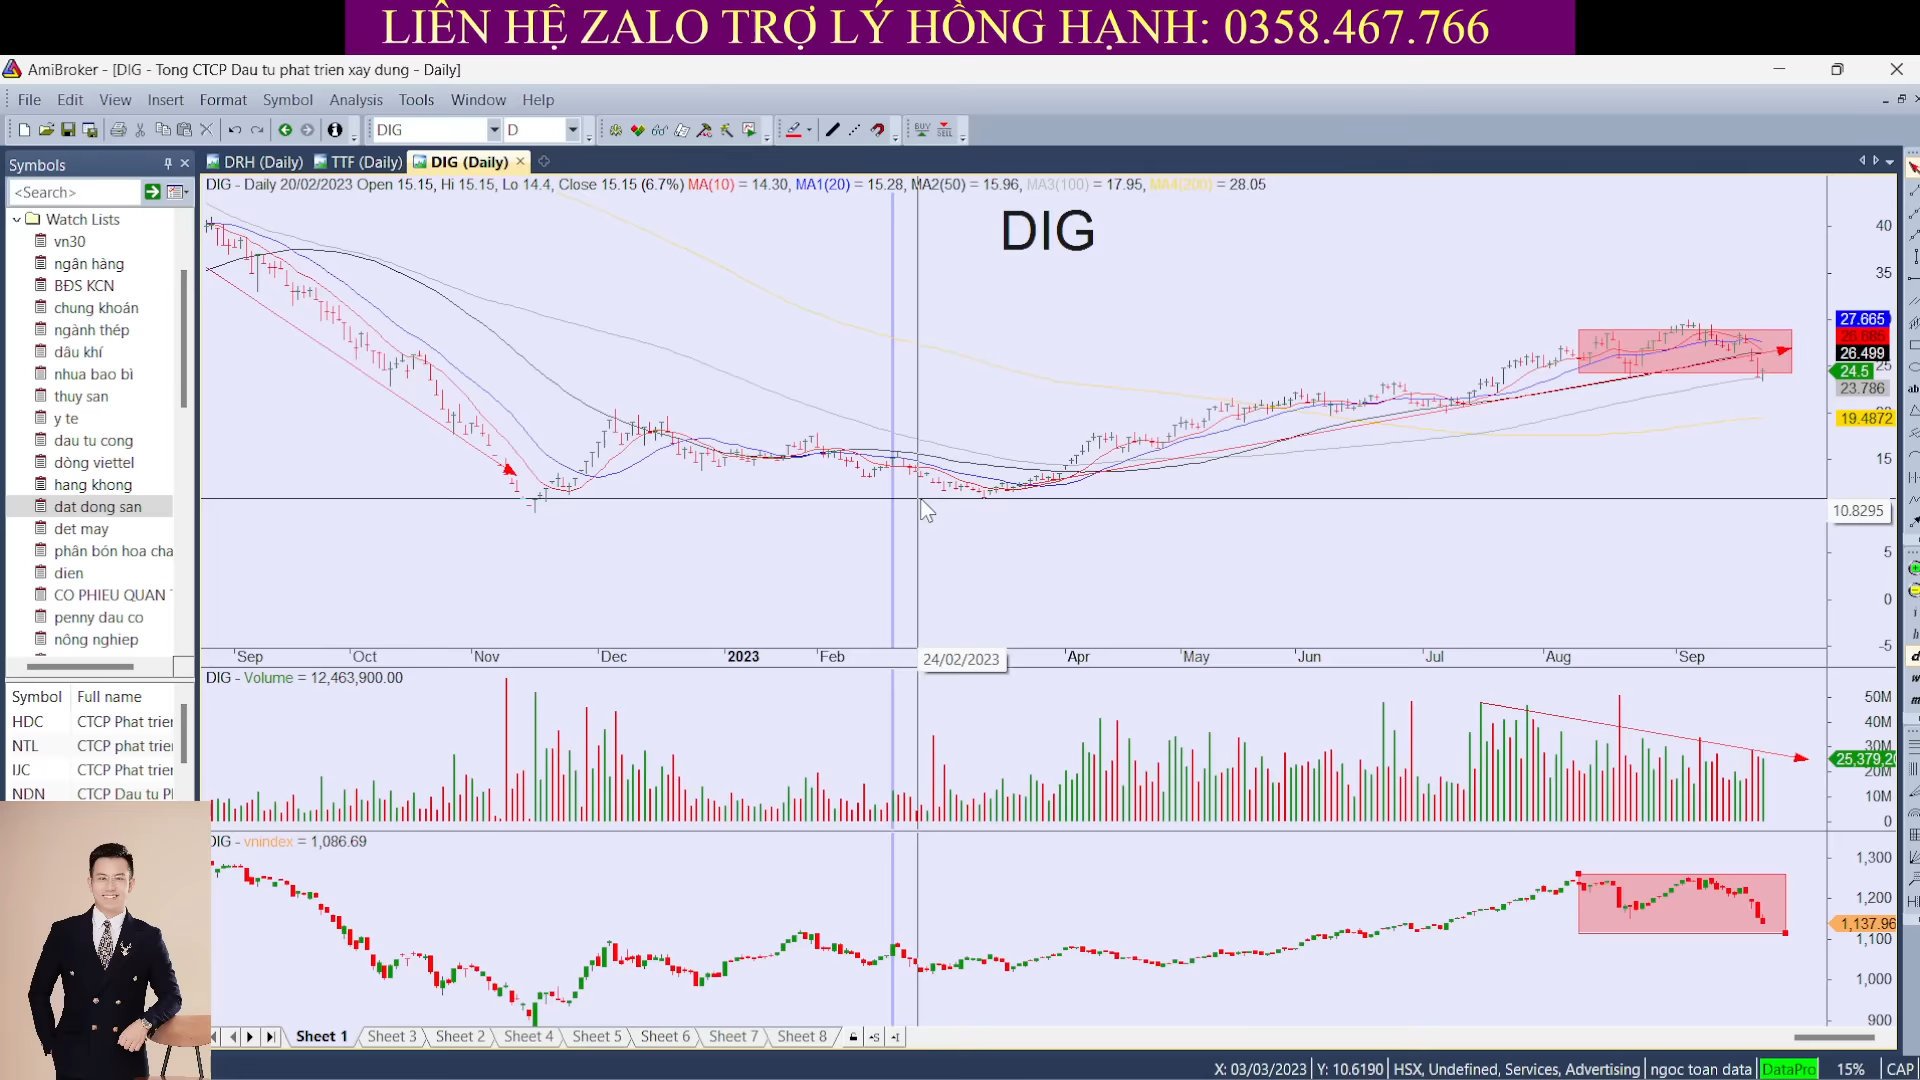 LIÊN HỆ ZALO TRỢ LÝ HỒNG HẠNH: 0358.467.766
AmiBroker - [DIG - Tong CTCP Dau tu phat trien xay dung - Daily]
File Edit View Insert Format Symbol Analysis Tools Window Help
DIG D BUY SELL
Symbols
DRH (Daily) TTF (Daily) DIG (Daily)
<Search>
DIG - Daily 20/02/2023 Open 15.15, Hi 15.15, Lo 14.4, Close 15.15 (6.7%) MA(10) = 14.30, MA1(20) = 15.28, MA2(50) = 15.96, MA3(100) = 17.95, MA4(200) = 28.05
DIG
Watch Lists
vn30
ngân hàng
BĐS KCN
chung khoán
ngành thép
dâu khí
nhua bao bì
thuy san
y te
dau tu cong
dòng viettel
hang khong
dat dong san
det may
phân bón hoa cha
dien
CO PHIEU QUAN
penny dau co
nông nghiep
40
35
27.665
26.499
25
24.5
23.786
19.4872
15
10.8295
5
0
-5
Sep Oct Nov Dec 2023 Feb 24/02/2023 Apr May Jun Jul Aug Sep
DIG - Volume = 12,463,900.00
50M
40M
30M
25,379,20
20M
10M
0
Symbol Full name
HDC CTCP Phat trier
NTL CTCP phat trier
IJC CTCP Phat trier
NDN CTCP Dau tu Pl
DIG - vnindex = 1,086.69
1,300
1,200
1,137.96
1,100
1,000
900
Sheet 1 Sheet 3 Sheet 2 Sheet 4 Sheet 5 Sheet 6 Sheet 7 Sheet 8
X: 03/03/2023 Y: 10.6190 HSX, Undefined, Services, Advertising ngoc toan data DataPro 15% CAP